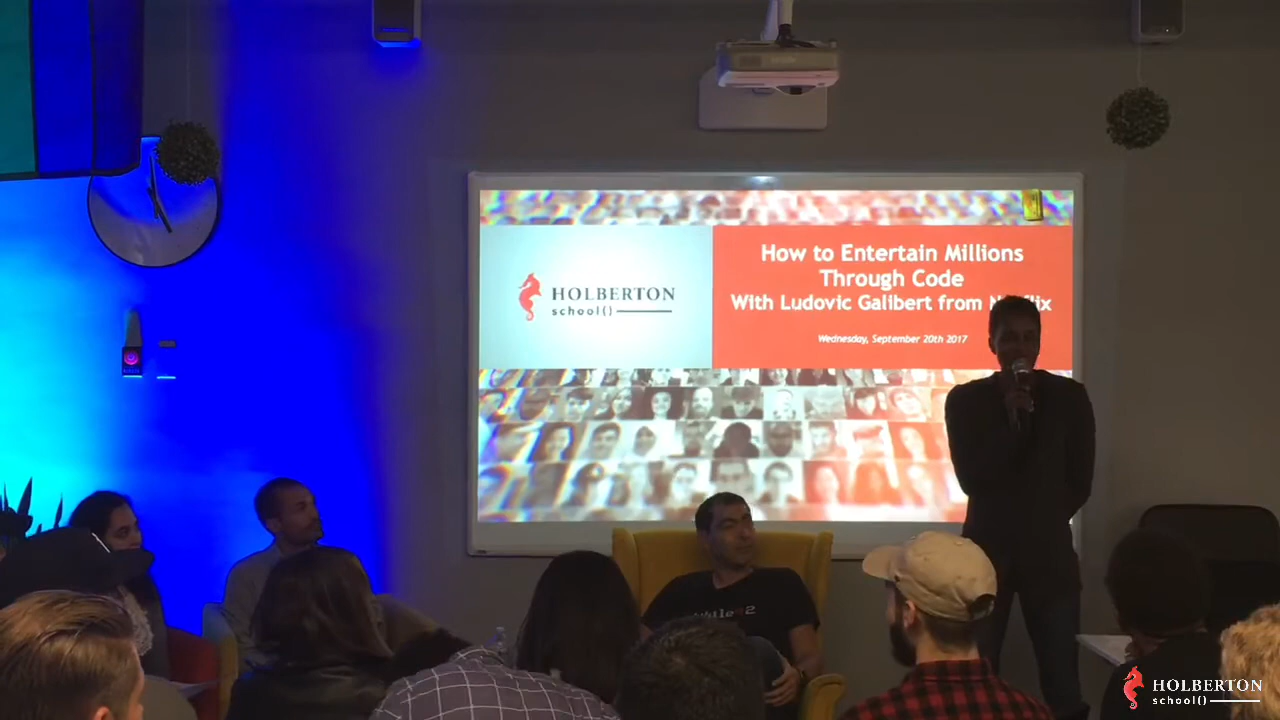 How to Entertain Millions
Through Code
With Ludovic Galibert from
Wednesday, September 20th 2017
HOLBERTON
school()
HOLBERTON
school()